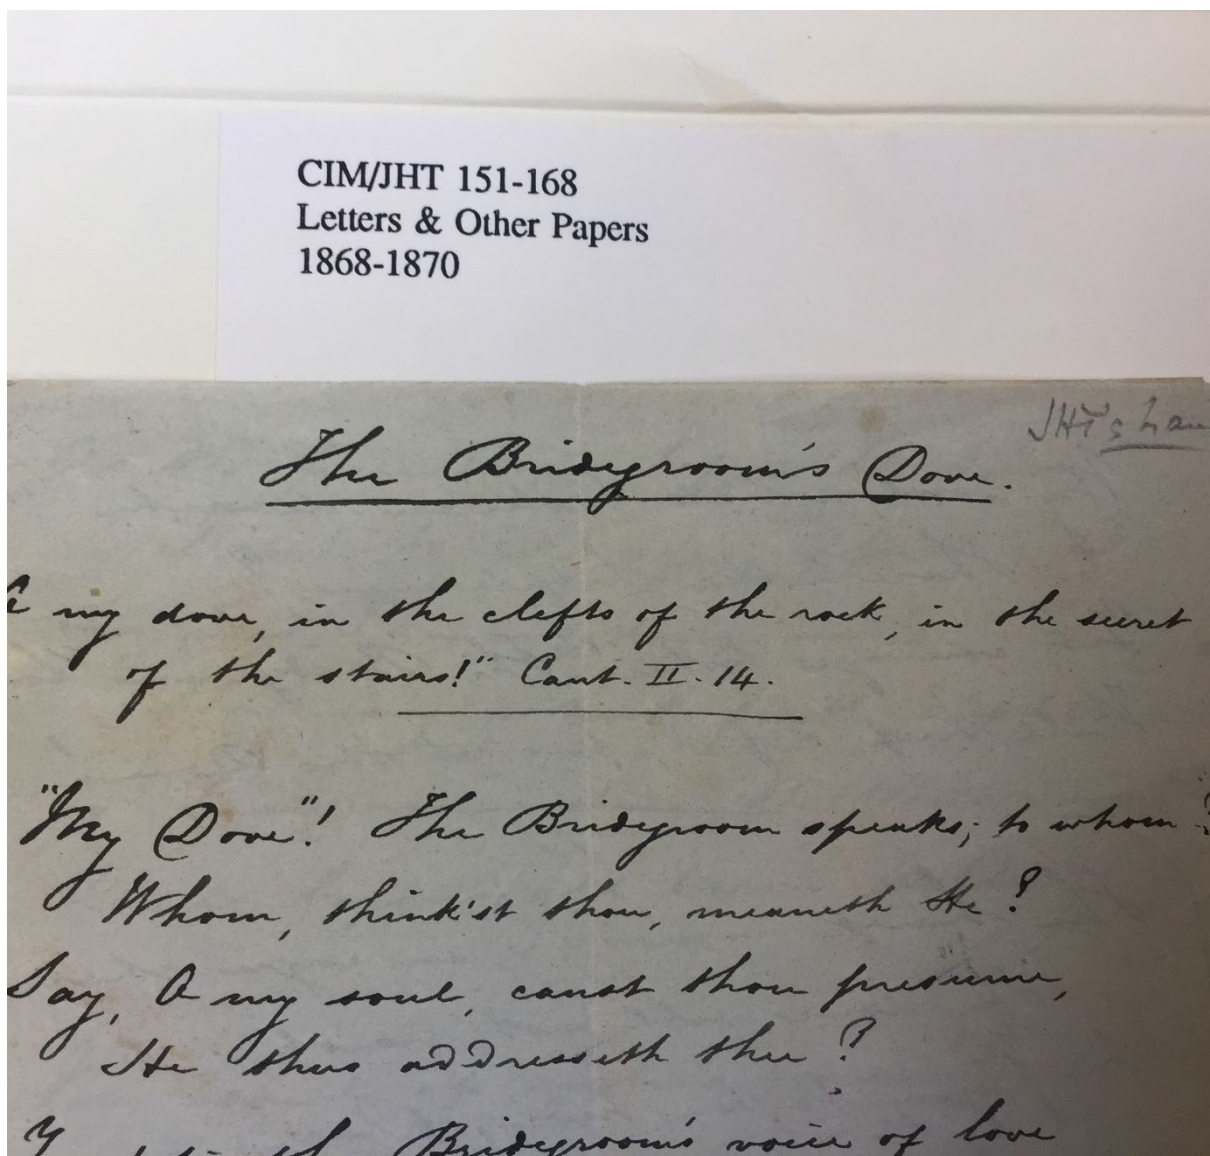 CIM/JHT 151-168
Letters & Other Papers
1868-1870
JHT's
The Bridegroom's Dove.
my dove, in the clefts of the rock, in the secret
of the stairs!" Cant. II. 14.
"My Dove"! The Bridegroom speaks; to whom?
Whom, think'st thou, meaneth He?
Say, O my soul, canst thou presume,
He thus addresseth thee?
Bridegroom's voice of love